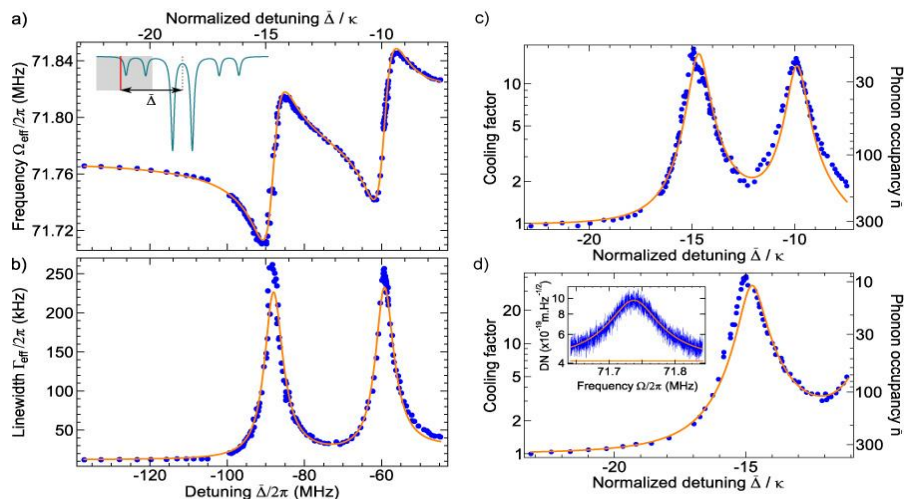 a)
Normalized detuning Δ̄ / κ
-20 -15 -10
71.84
71.80
71.76
71.72
Frequency Ω_eff/2π (MHz)
Δ̄
b)
250
200
150
100
50
Linewidth Γ_eff/2π (kHz)
-120 -100 -80 -60
Detuning Δ̄/2π (MHz)
c)
10
5
2
1
Cooling factor
30
100
300
Phonon occupancy n̄
-20 -15 -10
Normalized detuning Δ̄ / κ
d)
20
10
5
2
1
Cooling factor
10
30
100
300
Phonon occupancy n̄
DN (x10⁻¹⁹m.Hz⁻¹ᐟ²)
10
8
6
4
71.7 71.8
Frequency Ω/2π (MHz)
-20 -15
Normalized detuning Δ̄ / κ